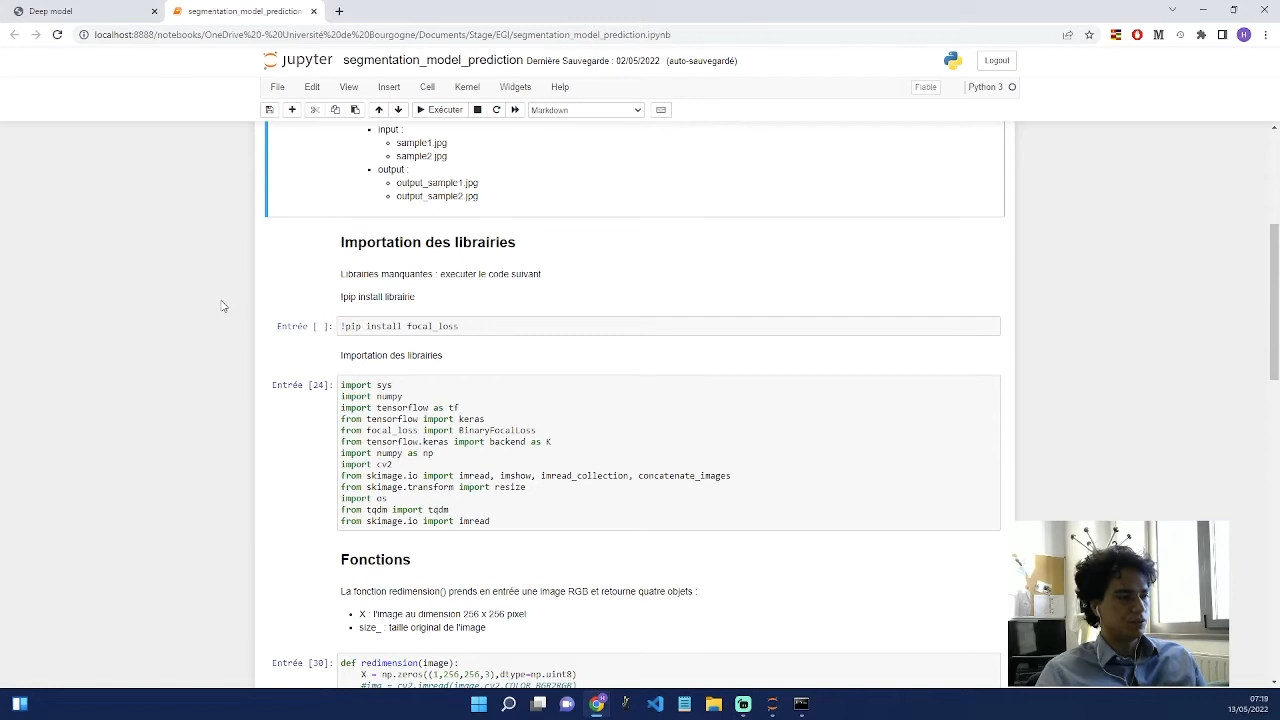 Deep model
segmentation_model_prediction
localhost:8888/notebooks/OneDrive%20-%20Université%20de%20Bourgogne/Documents/Stage/EGI/segmentation_model_prediction.ipynb
jupyter segmentation_model_prediction Dernière Sauvegarde : 02/05/2022 (auto-sauvegardé)
Logout
File Edit View Insert Cell Kernel Widgets Help
Fiable
Python 3
Exécuter
Markdown
input :
sample1.jpg
sample2.jpg
output :
output_sample1.jpg
output_sample2.jpg
Importation des librairies
Librairies manquantes : executer le code suivant
!pip install librairie
Entrée [ ]: !pip install focal_loss
Importation des librairies
Entrée [24]: import sys
import numpy
import tensorflow as tf
from tensorflow import keras
from focal_loss import BinaryFocalLoss
from tensorflow.keras import backend as K
import numpy as np
import cv2
from skimage.io import imread, imshow, imread_collection, concatenate_images
from skimage.transform import resize
import os
from tqdm import tqdm
from skimage.io import imread
Fonctions
La fonction redimension() prends en entrée une image RGB et retourne quatre objets :
X : l'image au dimension 256 x 256 pixel
size_ : taille original de l'image
def redimension(image):
X = np.zeros((1,256,256,3),dtype=np.uint8)
#img = cv2.imread(image,cv2.COLOR_BGR2RGB)
07:19
13/05/2022